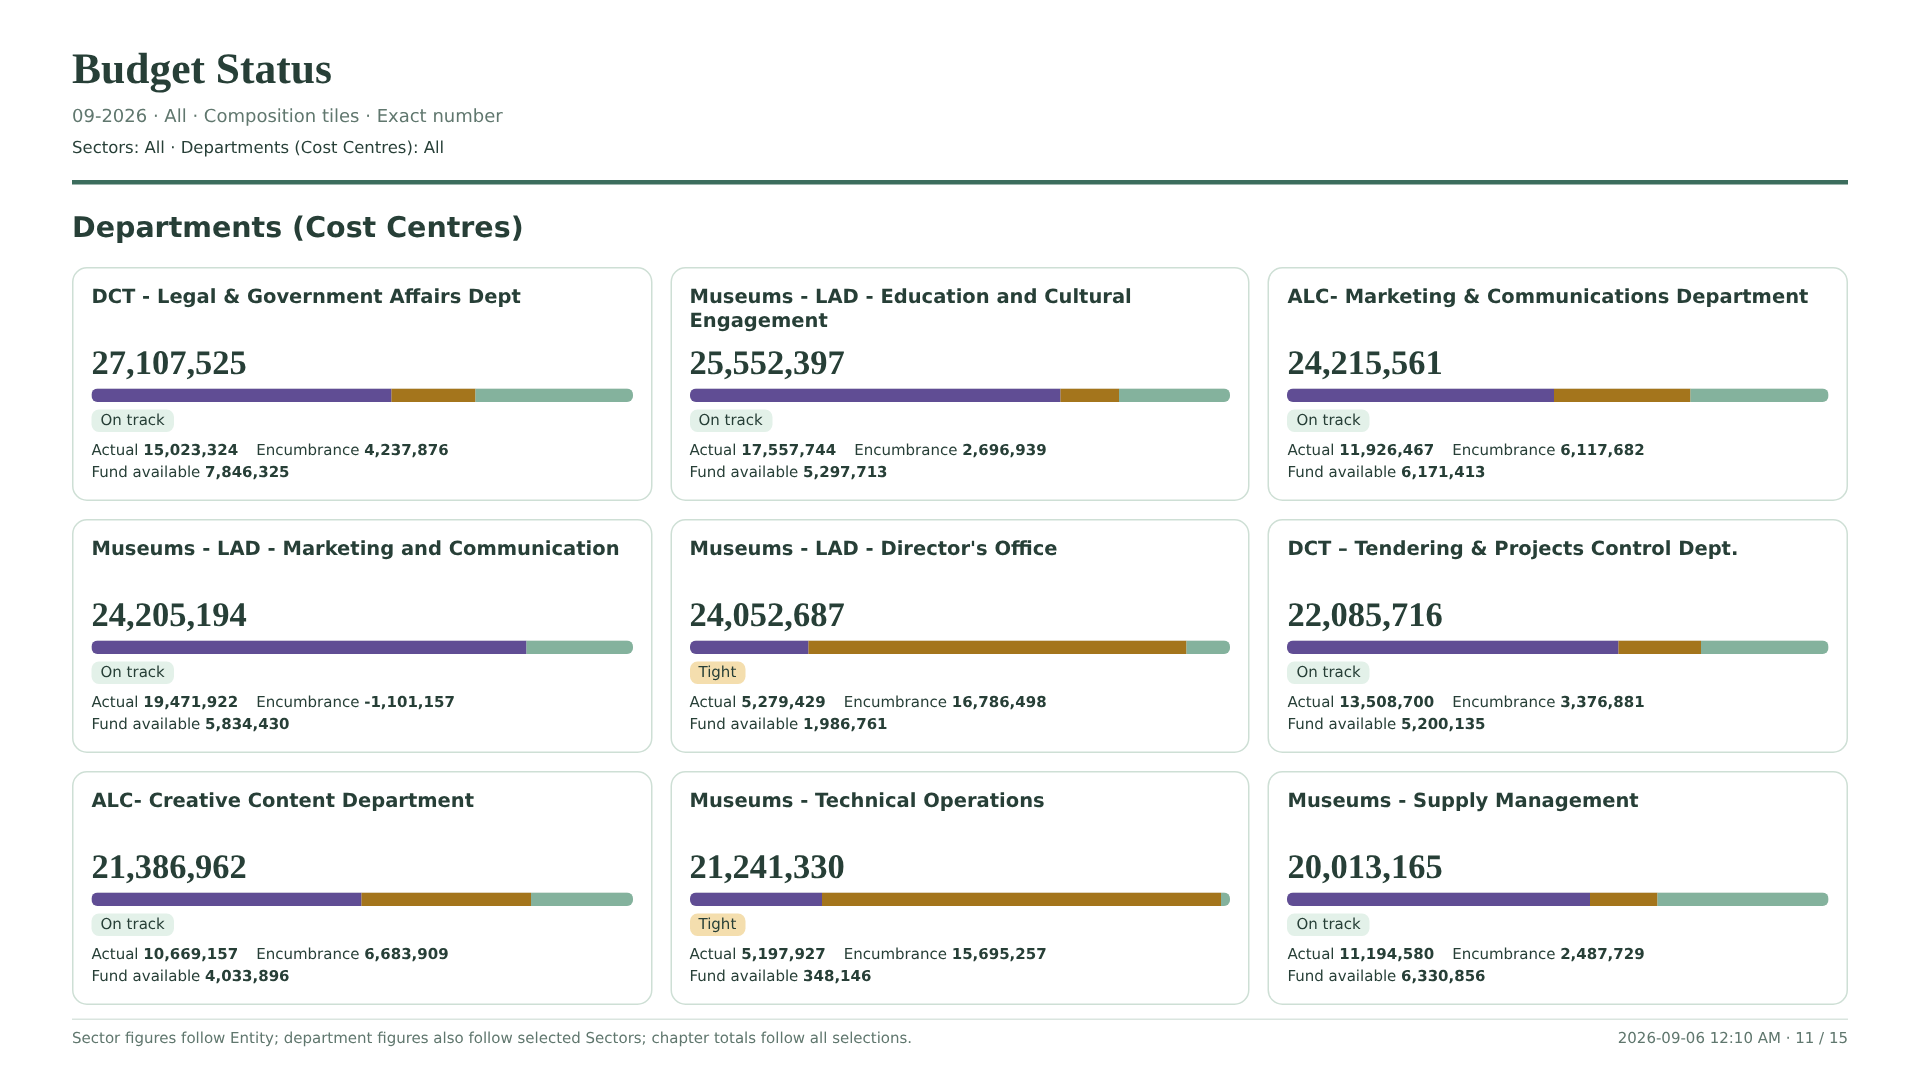 Budget Status
09-2026 · All · Composition tiles · Exact number
Sectors: All · Departments (Cost Centres): All
Departments (Cost Centres)
DCT - Legal & Government Affairs Dept
27,107,525
On track
Actual 15,023,324 Encumbrance 4,237,876
Fund available 7,846,325
Museums - LAD - Education and Cultural
Engagement
25,552,397
On track
Actual 17,557,744 Encumbrance 2,696,939
Fund available 5,297,713
ALC- Marketing & Communications Department
24,215,561
On track
Actual 11,926,467 Encumbrance 6,117,682
Fund available 6,171,413
Museums - LAD - Marketing and Communication
24,205,194
On track
Actual 19,471,922 Encumbrance -1,101,157
Fund available 5,834,430
Museums - LAD - Director's Office
24,052,687
Tight
Actual 5,279,429 Encumbrance 16,786,498
Fund available 1,986,761
DCT – Tendering & Projects Control Dept.
22,085,716
On track
Actual 13,508,700 Encumbrance 3,376,881
Fund available 5,200,135
ALC- Creative Content Department
21,386,962
On track
Actual 10,669,157 Encumbrance 6,683,909
Fund available 4,033,896
Museums - Technical Operations
21,241,330
Tight
Actual 5,197,927 Encumbrance 15,695,257
Fund available 348,146
Museums - Supply Management
20,013,165
On track
Actual 11,194,580 Encumbrance 2,487,729
Fund available 6,330,856
Sector figures follow Entity; department figures also follow selected Sectors; chapter totals follow all selections.
2026-09-06 12:10 AM · 11 / 15